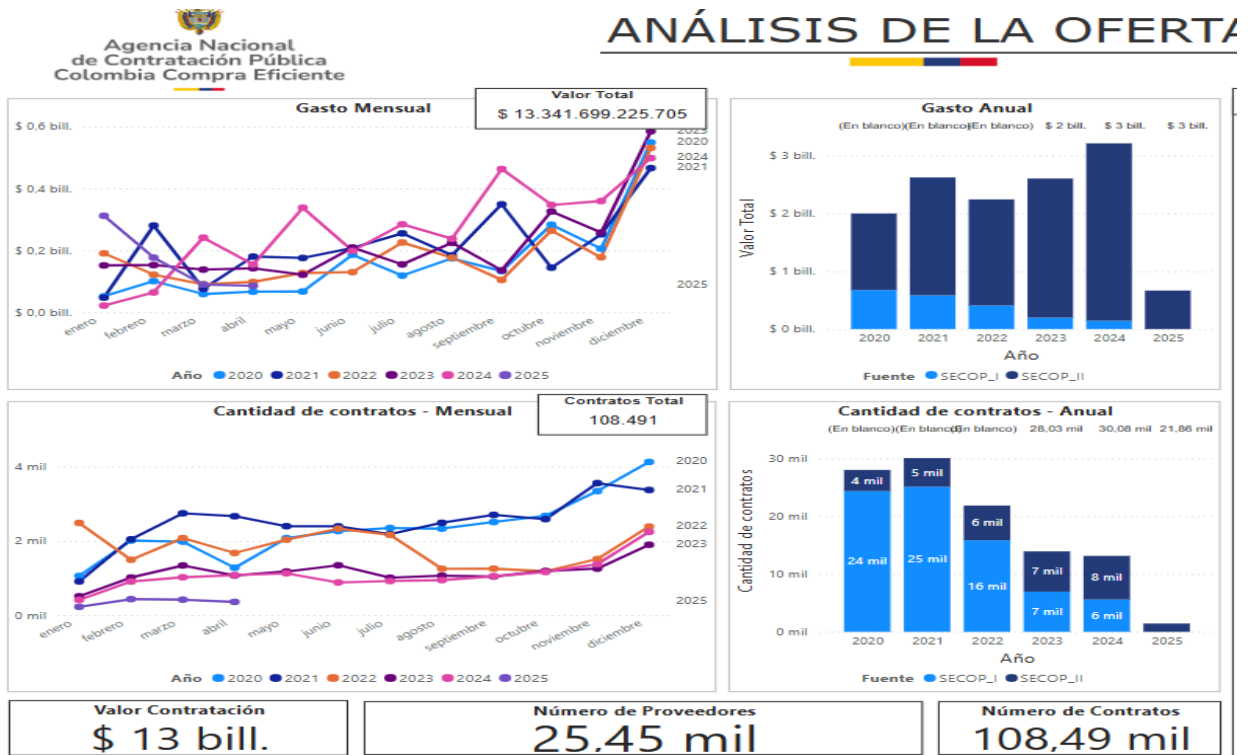 Agencia Nacional
de Contratación Pública
Colombia Compra Eficiente
ANÁLISIS DE LA OFERTA
Gasto Mensual
Valor Total
$ 13.341.699.225.705
$ 0,6 bill.
$ 0,4 bill.
$ 0,2 bill.
$ 0,0 bill.
2023
2020
2024
2021
2025
enero
febrero
marzo
abril
mayo
junio
julio
agosto
septiembre
octubre
noviembre
diciembre
Año 2020 2021 2022 2023 2024 2025
Gasto Anual
(En blanco) (En blanco) (En blanco) $ 2 bill. $ 3 bill. $ 3 bill.
Valor Total
$ 3 bill.
$ 2 bill.
$ 1 bill.
$ 0 bill.
2020 2021 2022 2023 2024 2025
Año
Fuente SECOP_I SECOP_II
Cantidad de contratos - Mensual
Contratos Total
108.491
4 mil
2 mil
0 mil
2020
2021
2022
2023
2025
enero
febrero
marzo
abril
mayo
junio
julio
agosto
septiembre
octubre
noviembre
diciembre
Año 2020 2021 2022 2023 2024 2025
Cantidad de contratos - Anual
(En blanco) (En blanco) (En blanco) 28,03 mil 30,08 mil 21,86 mil
Cantidad de contratos
30 mil
20 mil
10 mil
0 mil
4 mil
24 mil
5 mil
25 mil
6 mil
16 mil
7 mil
7 mil
8 mil
6 mil
2020 2021 2022 2023 2024 2025
Año
Fuente SECOP_I SECOP_II
Valor Contratación
$ 13 bill.
Número de Proveedores
25,45 mil
Número de Contratos
108,49 mil